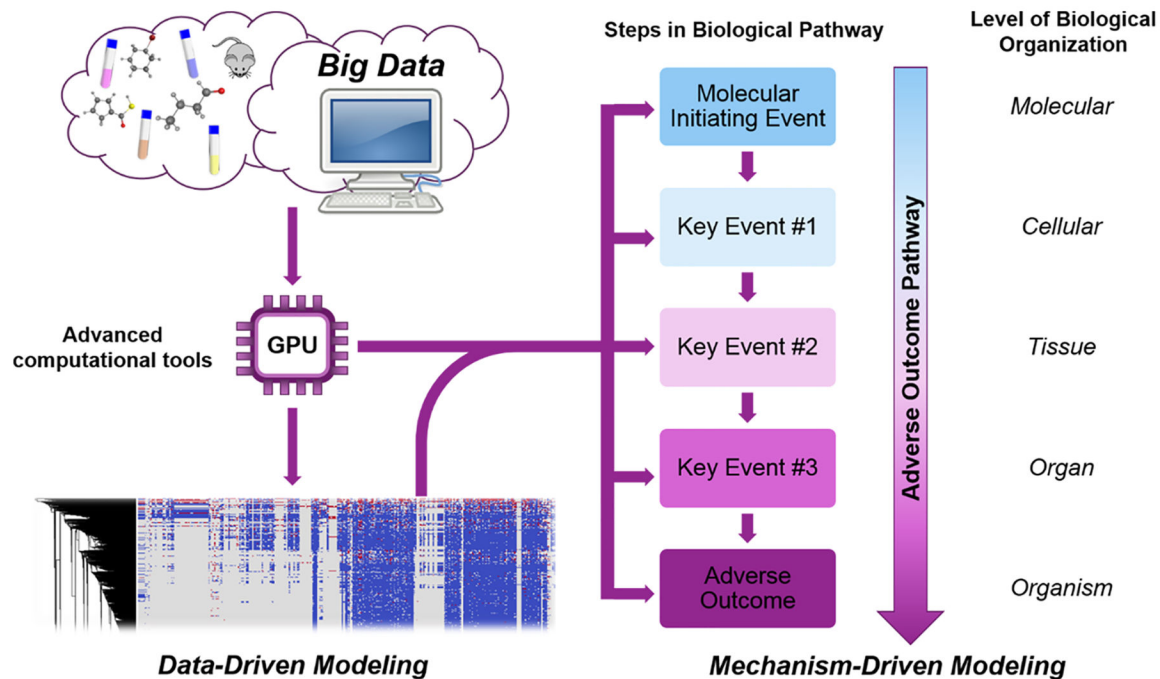 Big Data
Advanced
computational tools
GPU
Data-Driven Modeling
Steps in Biological Pathway
Molecular
Initiating Event
Key Event #1
Key Event #2
Key Event #3
Adverse
Outcome
Adverse Outcome Pathway
Level of Biological
Organization
Molecular
Cellular
Tissue
Organ
Organism
Mechanism-Driven Modeling